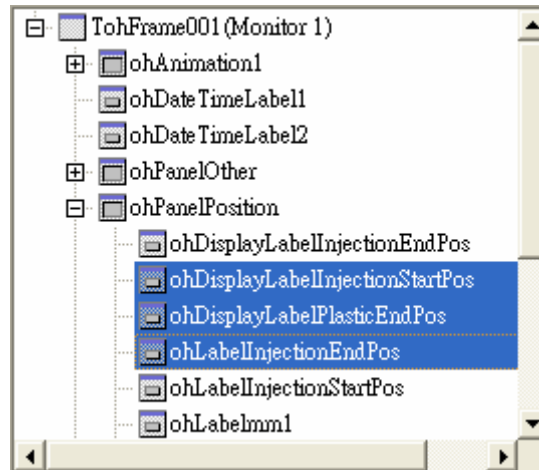 TohFrame001(Monitor 1)
ohAnimation1
ohDateTimeLabel1
ohDateTimeLabel2
ohPanelOther
ohPanelPosition
ohDisplayLabelInjectionEndPos
ohDisplayLabelInjectionStartPos
ohDisplayLabelPlasticEndPos
ohLabelInjectionEndPos
ohLabelInjectionStartPos
ohLabelmm1